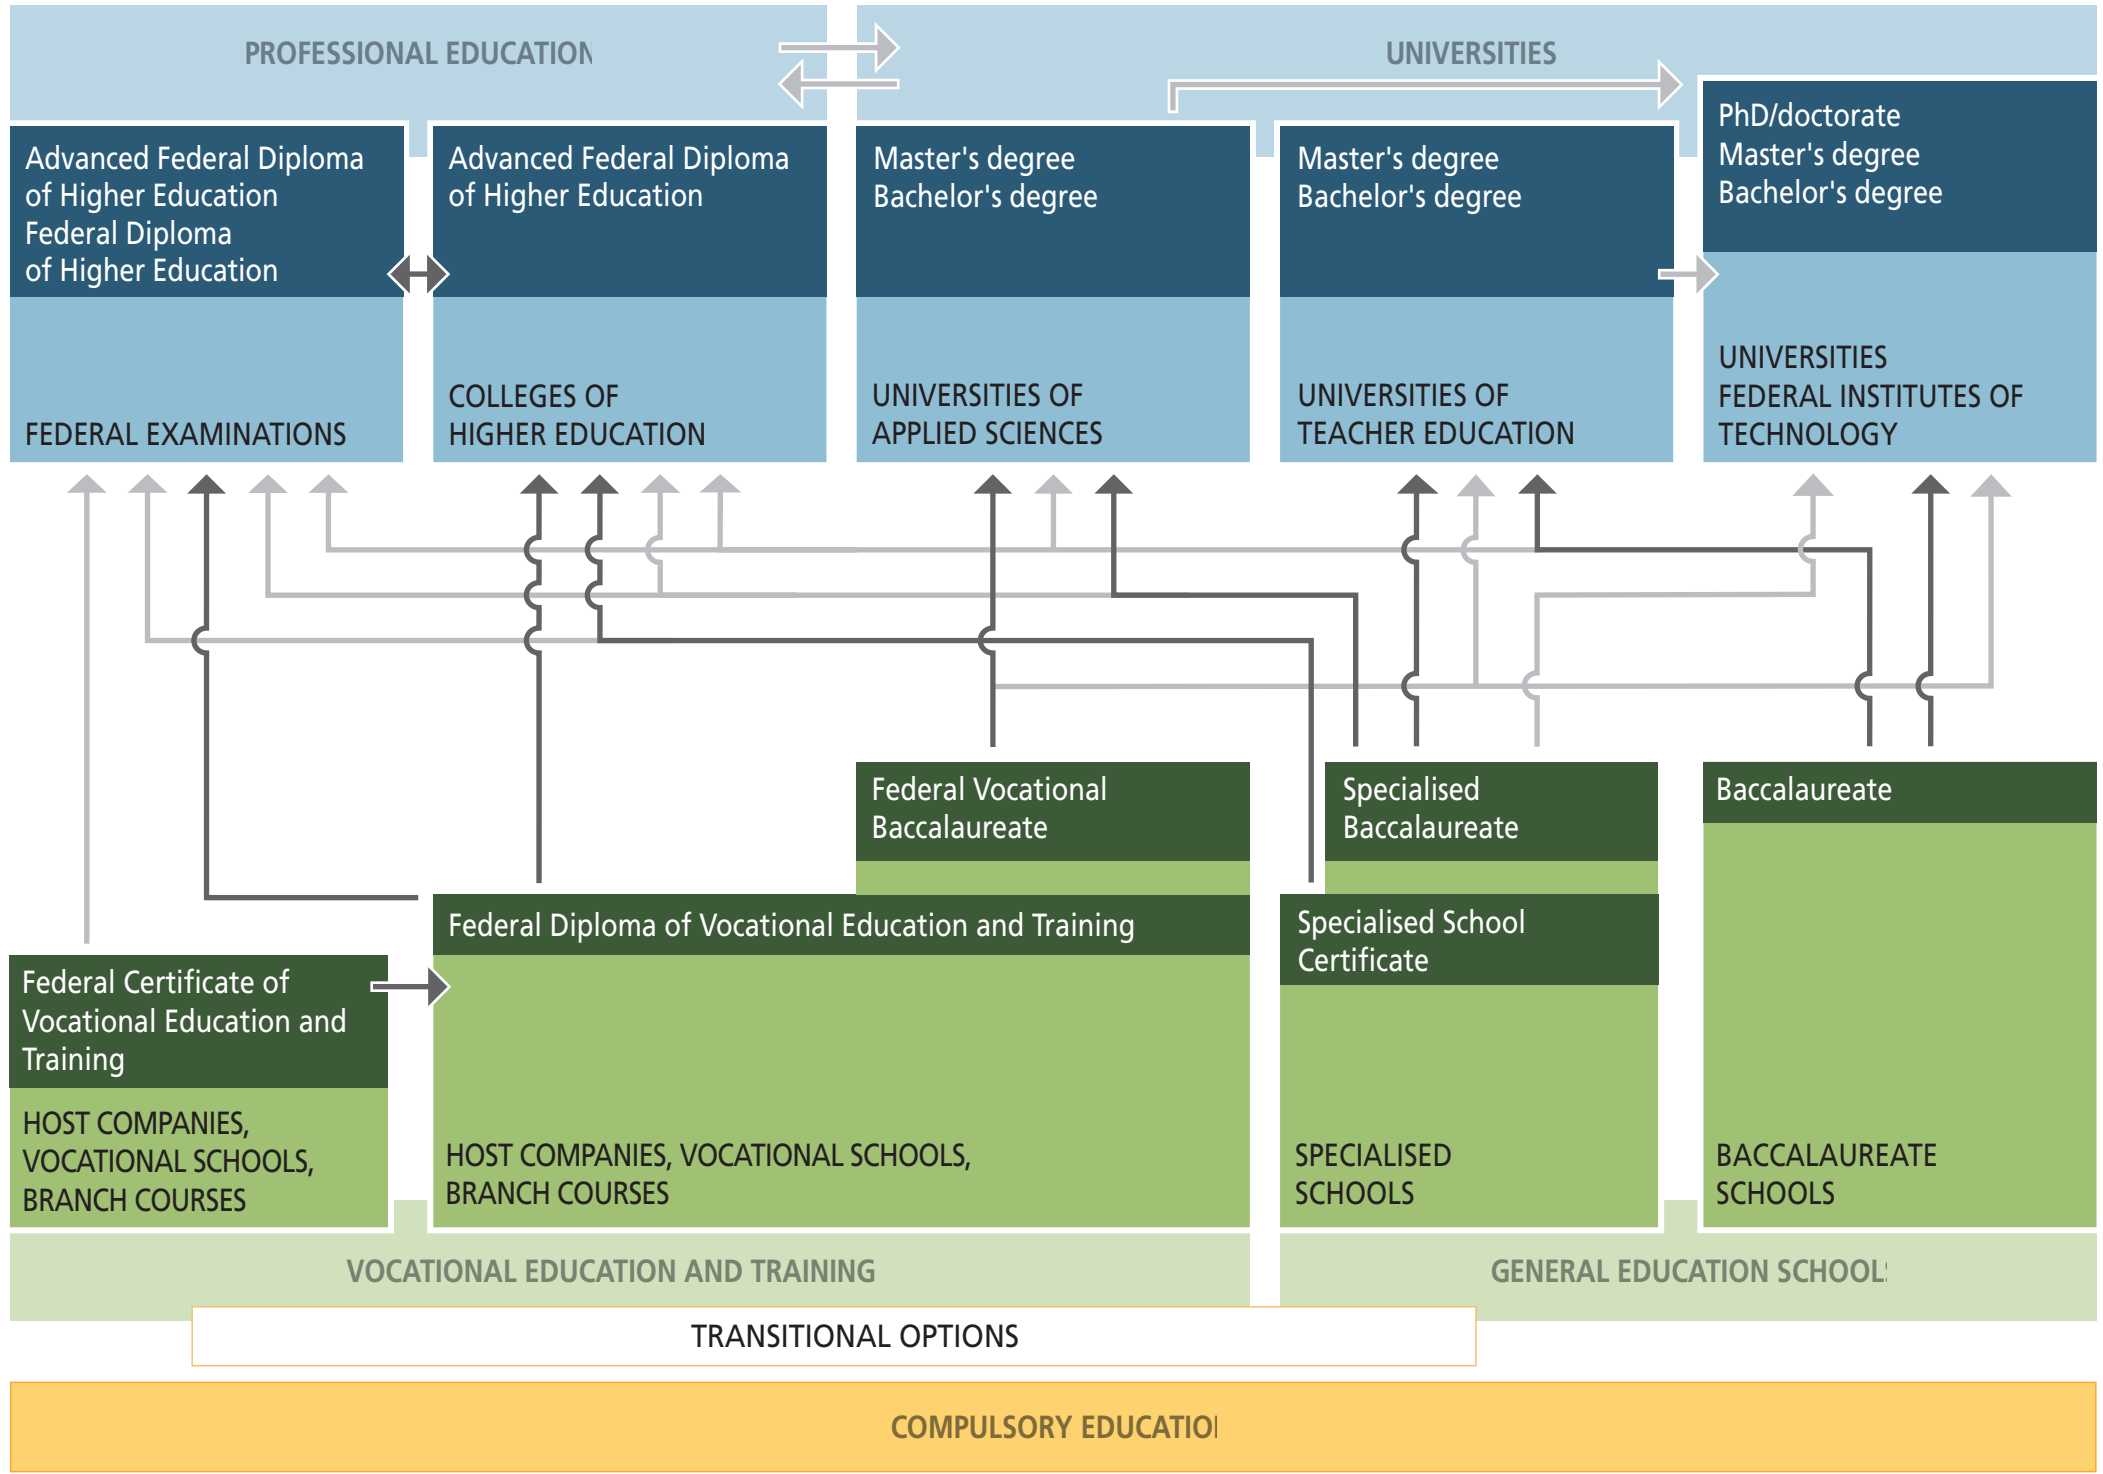 PROFESSIONAL EDUCATION
UNIVERSITIES
Advanced Federal Diploma
of Higher Education
Federal Diploma
of Higher Education
FEDERAL EXAMINATIONS
Advanced Federal Diploma
of Higher Education
COLLEGES OF
HIGHER EDUCATION
Master's degree
Bachelor's degree
UNIVERSITIES OF
APPLIED SCIENCES
Master's degree
Bachelor's degree
UNIVERSITIES OF
TEACHER EDUCATION
PhD/doctorate
Master's degree
Bachelor's degree
UNIVERSITIES
FEDERAL INSTITUTES OF
TECHNOLOGY
Federal Vocational
Baccalaureate
Specialised
Baccalaureate
Baccalaureate
Federal Diploma of Vocational Education and Training
Specialised School
Certificate
Federal Certificate of
Vocational Education and
Training
HOST COMPANIES,
VOCATIONAL SCHOOLS,
BRANCH COURSES
HOST COMPANIES, VOCATIONAL SCHOOLS,
BRANCH COURSES
SPECIALISED
SCHOOLS
BACCALAUREATE
SCHOOLS
VOCATIONAL EDUCATION AND TRAINING
GENERAL EDUCATION SCHOOLS
TRANSITIONAL OPTIONS
COMPULSORY EDUCATIO